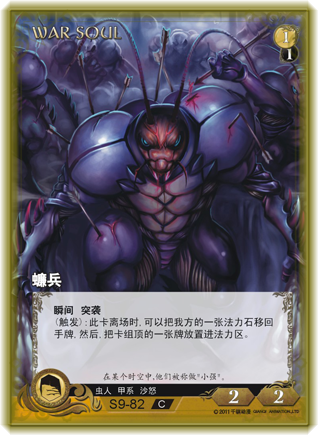 WAR SOUL
1
1
蟑兵
瞬间 突袭
〈触发〉:此卡离场时,可以把我方的一张法力石移回
手牌,然后,把卡组顶的一张牌放置进法力区。
在某个时空中,他们被称做“小强”。
虫人 甲系 沙怒
S9-82 C
2
2
© 2011 千骐动漫